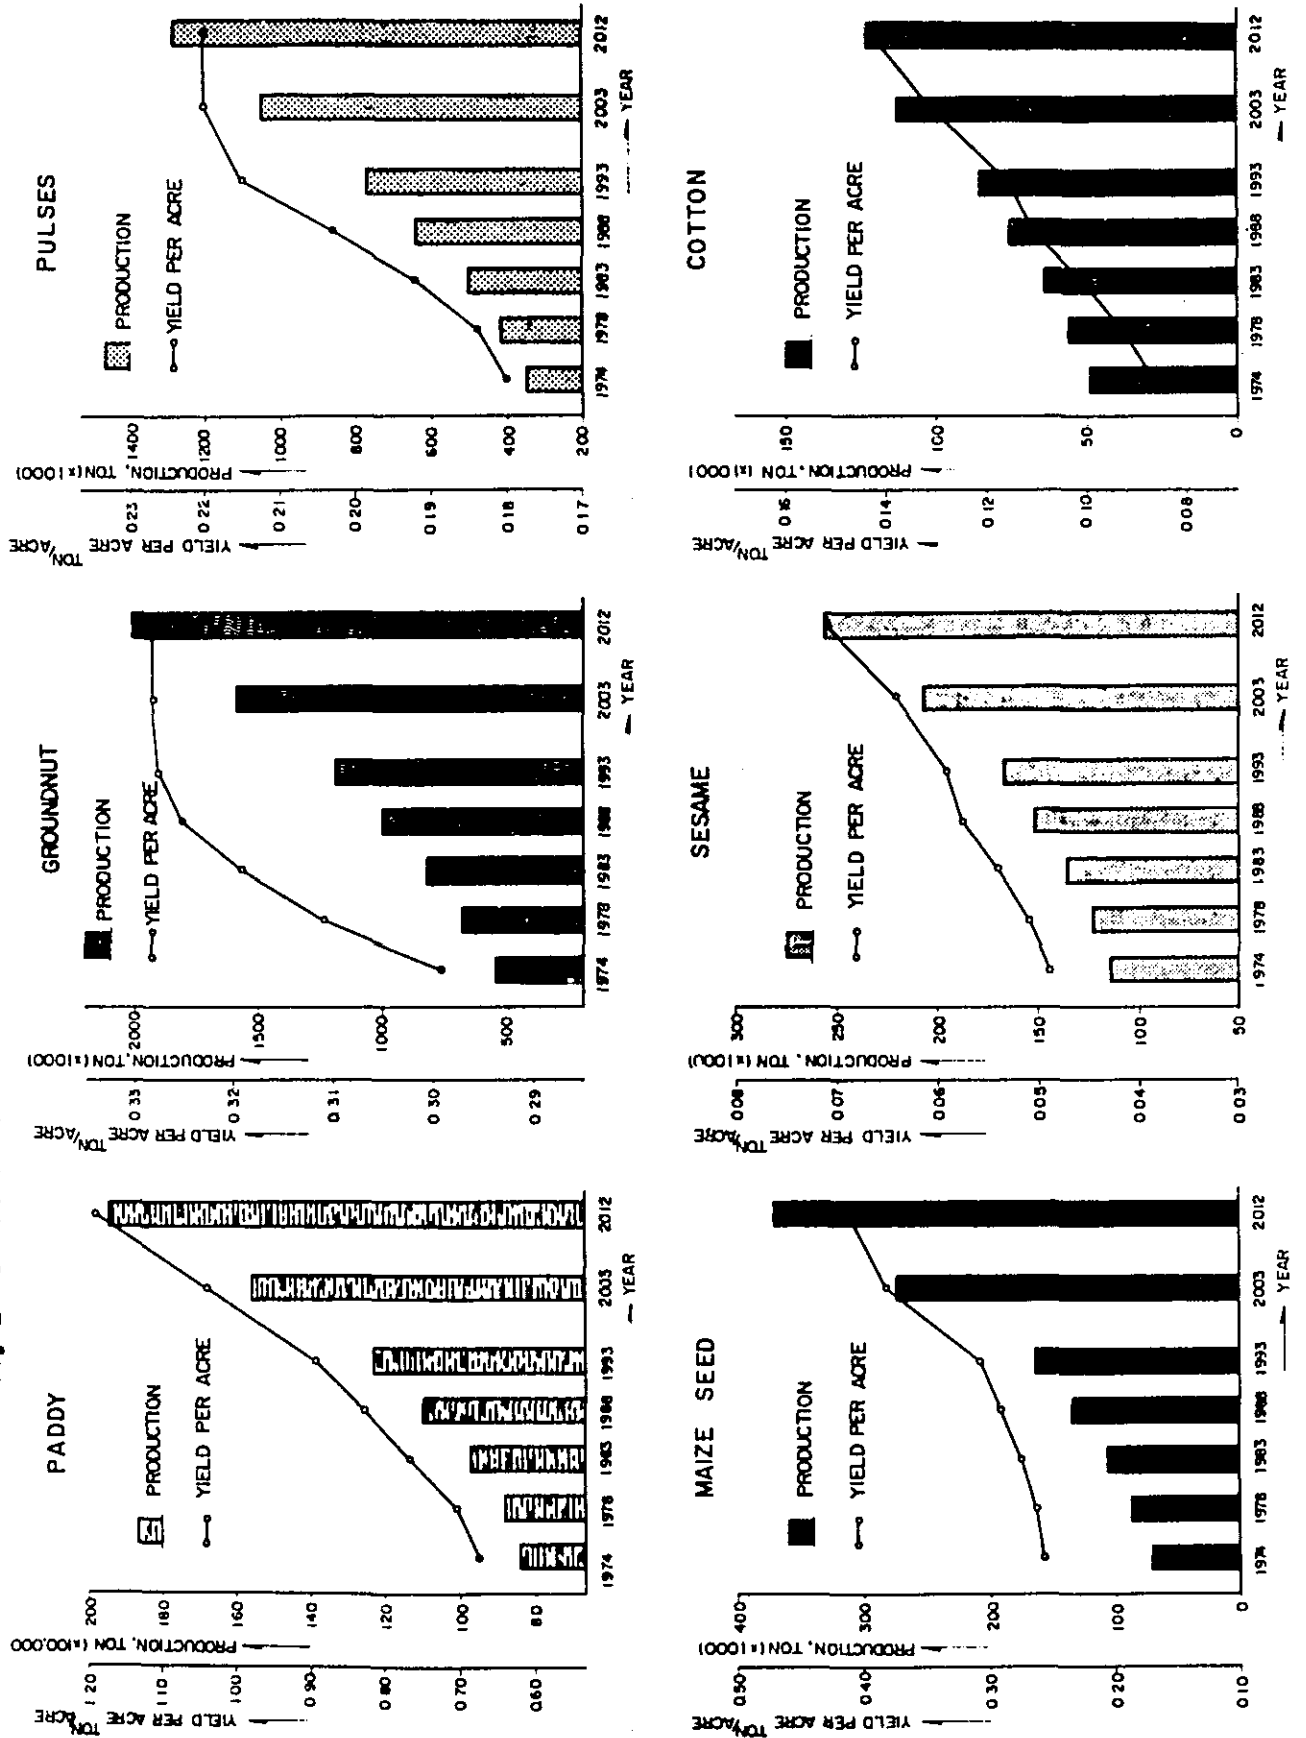 PADDY
PRODUCTION
YIELD PER ACRE
YIELD PER ACRE TON/ACRE
1.20
1.10
1.00
0.90
0.80
0.70
0.60
PRODUCTION, TON (x100,000
200
180
160
140
120
100
80
1974 1978 1983 1988 1993 2003 2012
YEAR
GROUNDNUT
PRODUCTION
YIELD PER ACRE
YIELD PER ACRE TON/ACRE
0.33
0.32
0.31
0.30
0.29
PRODUCTION, TON (x1000)
2000
1500
1000
500
1974 1978 1983 1988 1993 2003 2012
YEAR
PULSES
PRODUCTION
YIELD PER ACRE
YIELD PER ACRE TON/ACRE
0.23
0.22
0.21
0.20
0.19
0.18
0.17
PRODUCTION, TON (x1000)
1400
1200
1000
800
600
400
200
1974 1978 1983 1988 1993 2003 2012
YEAR
MAIZE SEED
PRODUCTION
YIELD PER ACRE
YIELD PER ACRE TON/ACRE
0.50
0.40
0.30
0.20
0.10
PRODUCTION, TON (x1000)
400
300
200
100
0
1974 1978 1983 1988 1993 2003 2012
YEAR
SESAME
PRODUCTION
YIELD PER ACRE
YIELD PER ACRE TON/ACRE
0.08
0.07
0.06
0.05
0.04
0.03
PRODUCTION, TON (x1000)
300
250
200
150
100
50
1974 1978 1983 1988 1993 2003 2012
YEAR
COTTON
PRODUCTION
YIELD PER ACRE
YIELD PER ACRE TON/ACRE
0.16
0.14
0.12
0.10
0.08
PRODUCTION, TON (x1000)
150
100
50
0
1974 1978 1983 1988 1993 2003 2012
YEAR